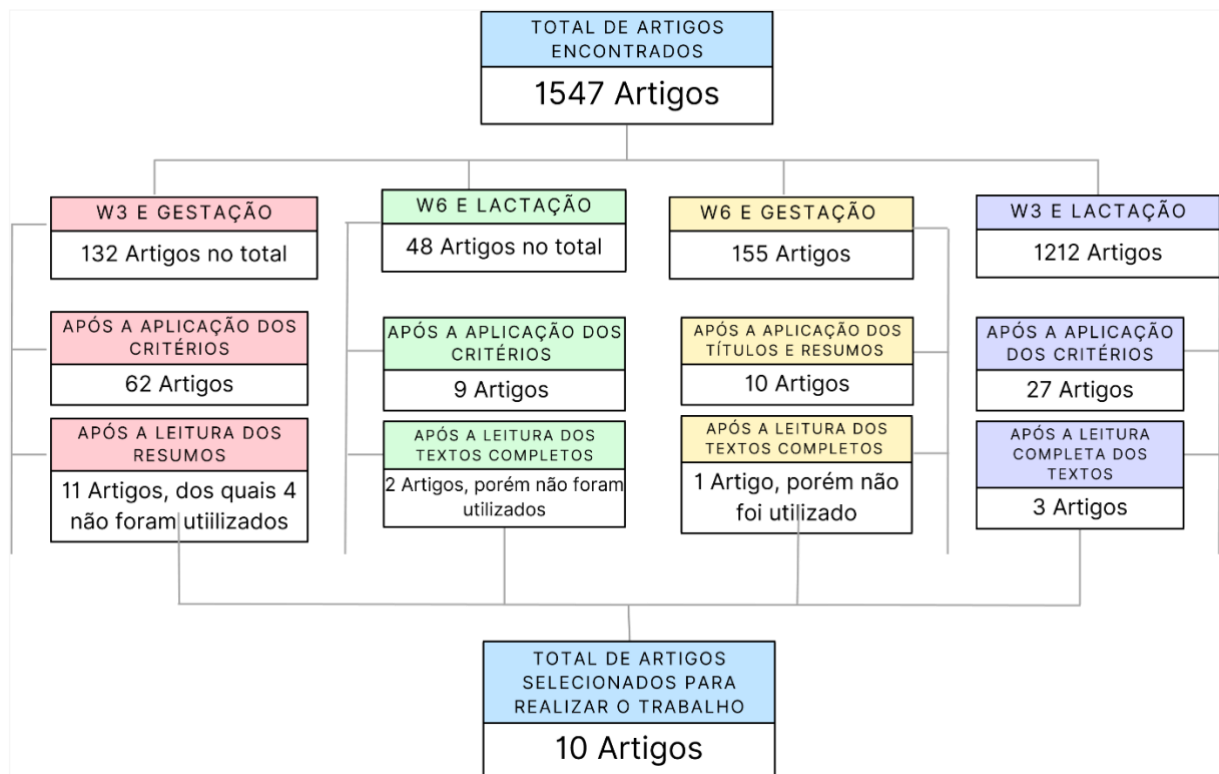 TOTAL DE ARTIGOS
ENCONTRADOS
1547 Artigos
W3 E GESTAÇÃO
132 Artigos no total
W6 E LACTAÇÃO
48 Artigos no total
W6 E GESTAÇÃO
155 Artigos
W3 E LACTAÇÃO
1212 Artigos
APÓS A APLICAÇÃO DOS
CRITÉRIOS
62 Artigos
APÓS A APLICAÇÃO DOS
CRITÉRIOS
9 Artigos
APÓS A APLICAÇÃO DOS
TÍTULOS E RESUMOS
10 Artigos
APÓS A APLICAÇÃO
DOS CRITÉRIOS
27 Artigos
APÓS A LEITURA DOS
RESUMOS
11 Artigos, dos quais 4
não foram utiilizados
APÓS A LEITURA DOS
TEXTOS COMPLETOS
2 Artigos, porém não foram
utilizados
APÓS A LEITURA DOS
TEXTOS COMPLETOS
1 Artigo, porém não
foi utilizado
APÓS A LEITURA
COMPLETA DOS
TEXTOS
3 Artigos
TOTAL DE ARTIGOS
SELECIONADOS PARA
REALIZAR O TRABALHO
10 Artigos